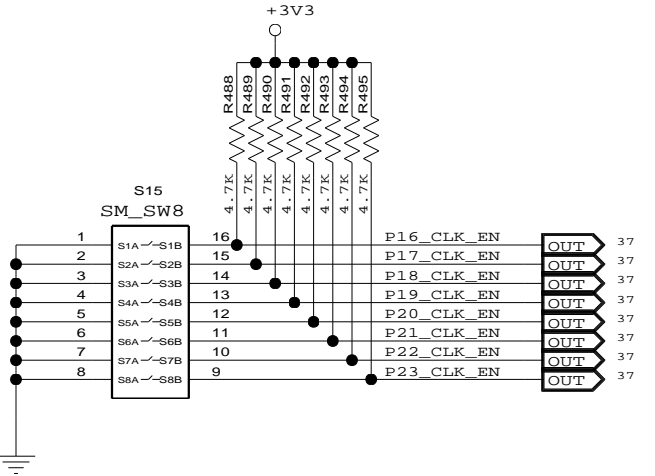 +3V3
R488 R489 R490 R491 R492 R493 R494 R495
4.7K 4.7K 4.7K 4.7K 4.7K 4.7K 4.7K 4.7K
S15
SM_SW8
1 S1A S1B 16 P16_CLK_EN OUT 37
2 S2A S2B 15 P17_CLK_EN OUT 37
3 S3A S3B 14 P18_CLK_EN OUT 37
4 S4A S4B 13 P19_CLK_EN OUT 37
5 S5A S5B 12 P20_CLK_EN OUT 37
6 S6A S6B 11 P21_CLK_EN OUT 37
7 S7A S7B 10 P22_CLK_EN OUT 37
8 S8A S8B 9 P23_CLK_EN OUT 37